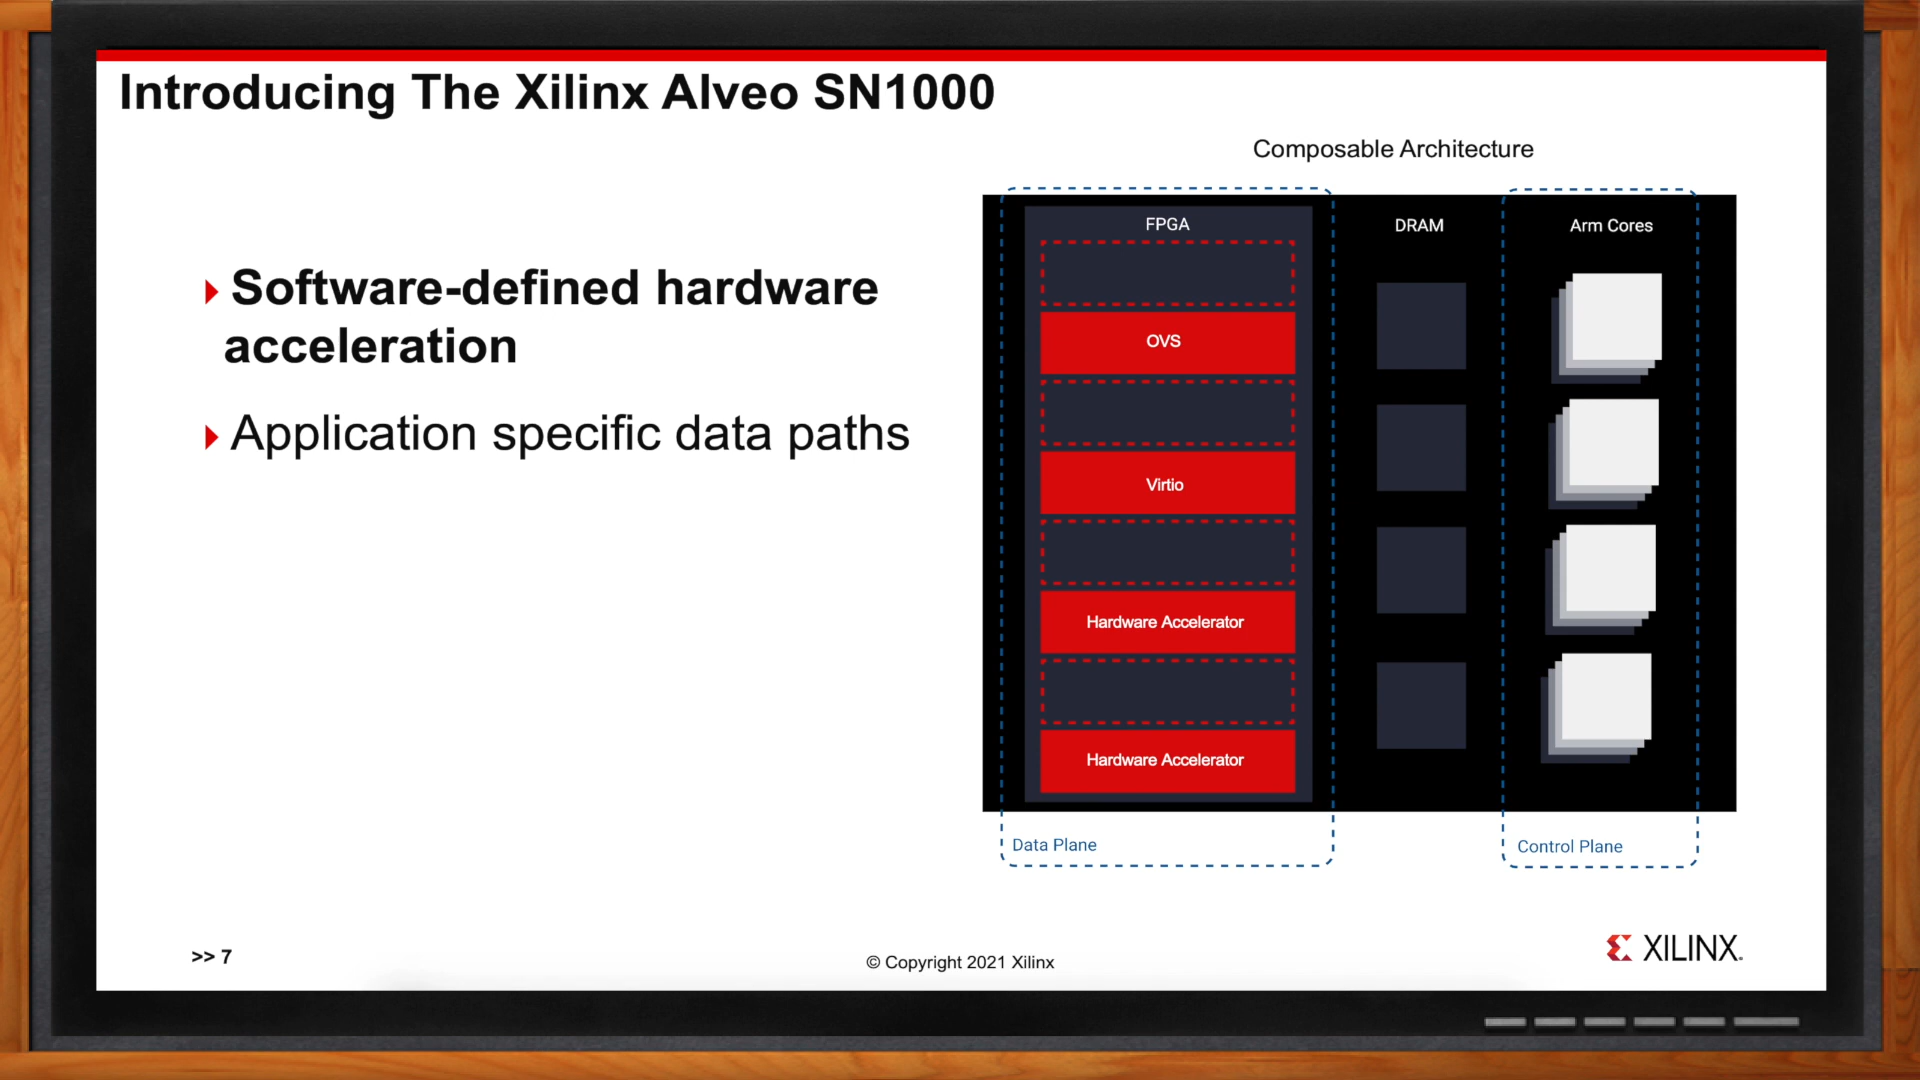 Introducing The Xilinx Alveo SN1000
Composable Architecture
Software-defined hardware
acceleration
Application specific data paths
FPGA
OVS
Virtio
Hardware Accelerator
Hardware Accelerator
DRAM
Arm Cores
Data Plane
Control Plane
>> 7
© Copyright 2021 Xilinx
XILINX.